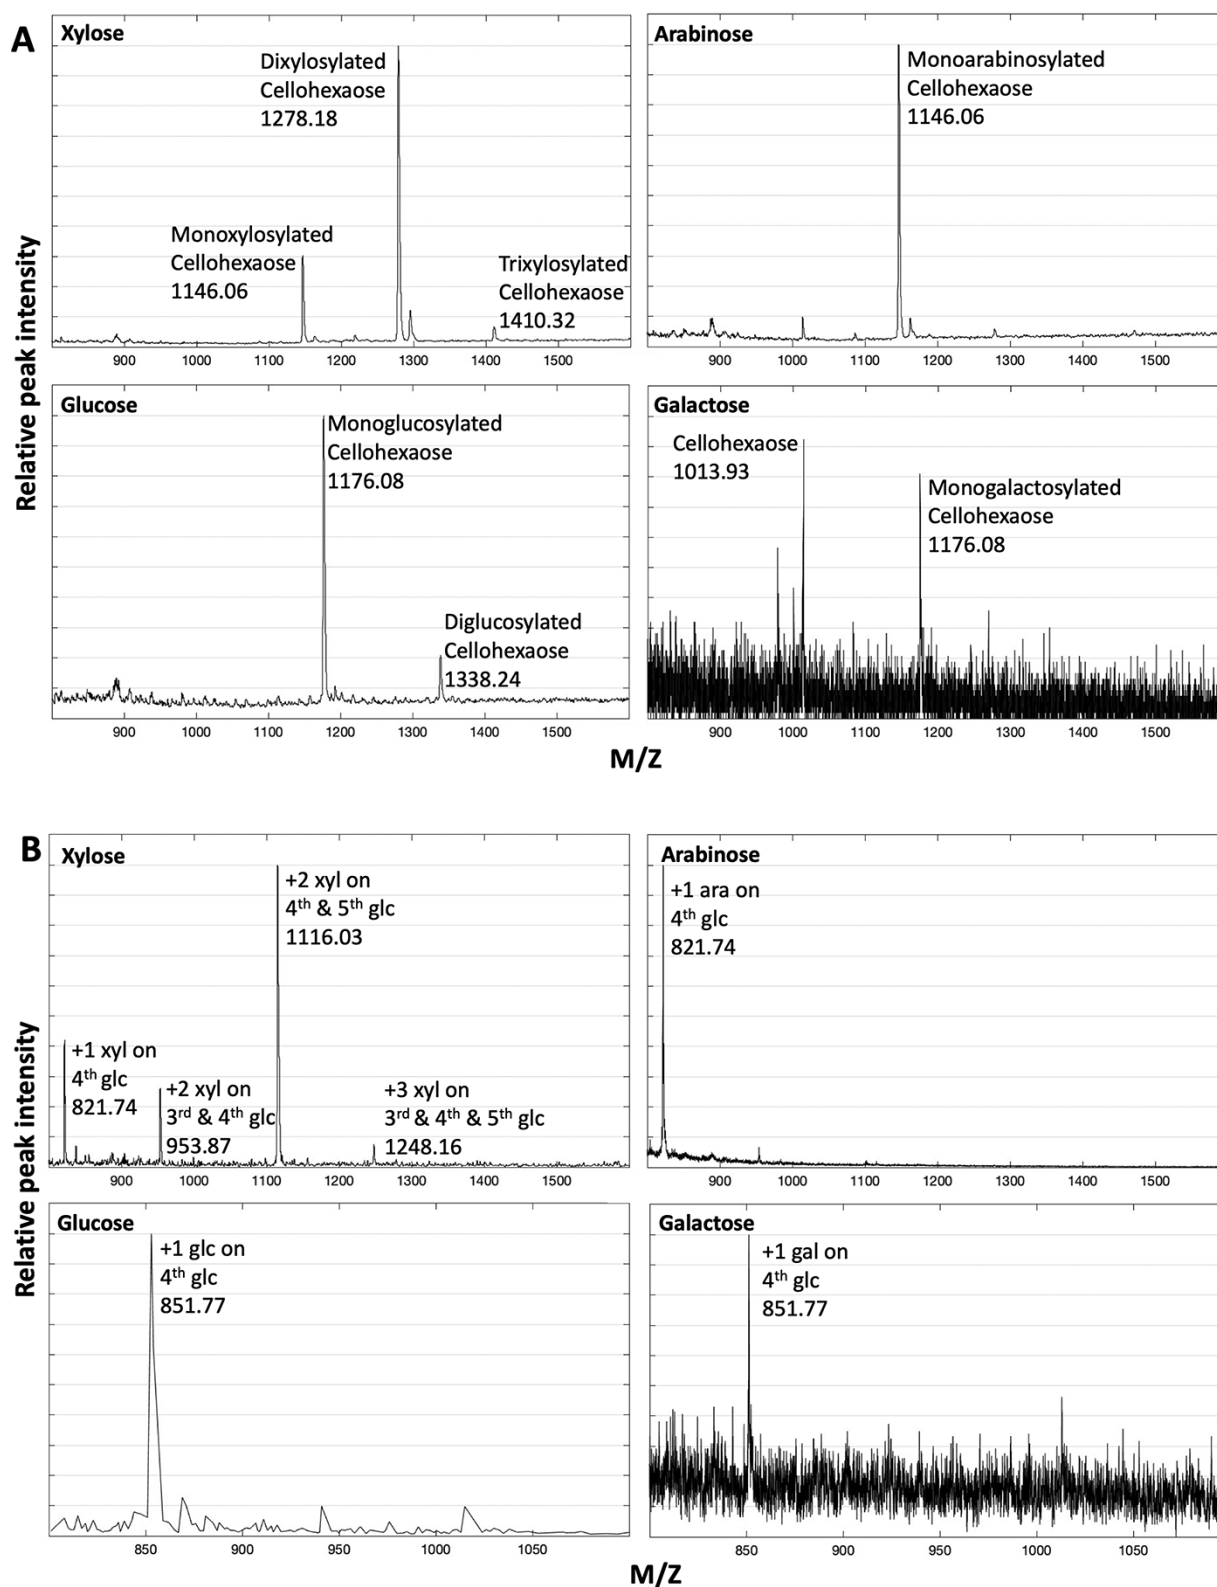 A
Xylose
Dixylosylated
Cellohexaose
1278.18
Monoxylosylated
Cellohexaose
1146.06
Trixylosylated
Cellohexaose
1410.32
900 1000 1100 1200 1300 1400 1500
Arabinose
Monoarabinosylated
Cellohexaose
1146.06
900 1000 1100 1200 1300 1400 1500
Relative peak intensity
Glucose
Monoglucosylated
Cellohexaose
1176.08
Diglucosylated
Cellohexaose
1338.24
900 1000 1100 1200 1300 1400 1500
Galactose
Cellohexaose
1013.93
Monogalactosylated
Cellohexaose
1176.08
900 1000 1100 1200 1300 1400 1500
M/Z
B
Xylose
+2 xyl on
4th & 5th glc
1116.03
+1 xyl on
4th glc
821.74
+2 xyl on
3rd & 4th glc
953.87
+3 xyl on
3rd & 4th & 5th glc
1248.16
900 1000 1100 1200 1300 1400 1500
Arabinose
+1 ara on
4th glc
821.74
900 1000 1100 1200 1300 1400 1500
Relative peak intensity
Glucose
+1 glc on
4th glc
851.77
850 900 950 1000 1050
Galactose
+1 gal on
4th glc
851.77
850 900 950 1000 1050
M/Z